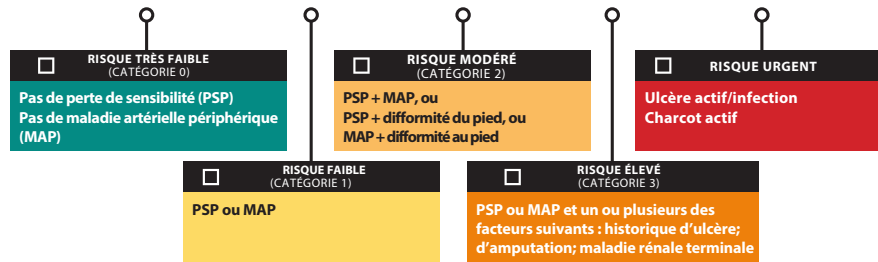 RISQUE TRÈS FAIBLE
(CATÉGORIE 0)
Pas de perte de sensibilité (PSP)
Pas de maladie artérielle périphérique
(MAP)
RISQUE FAIBLE
(CATÉGORIE 1)
PSP ou MAP
RISQUE MODÉRÉ
(CATÉGORIE 2)
PSP + MAP, ou
PSP + difformité du pied, ou
MAP + difformité au pied
RISQUE ÉLEVÉ
(CATÉGORIE 3)
PSP ou MAP et un ou plusieurs des
facteurs suivants : historique d’ulcère;
d’amputation; maladie rénale terminale
RISQUE URGENT
Ulcère actif/infection
Charcot actif